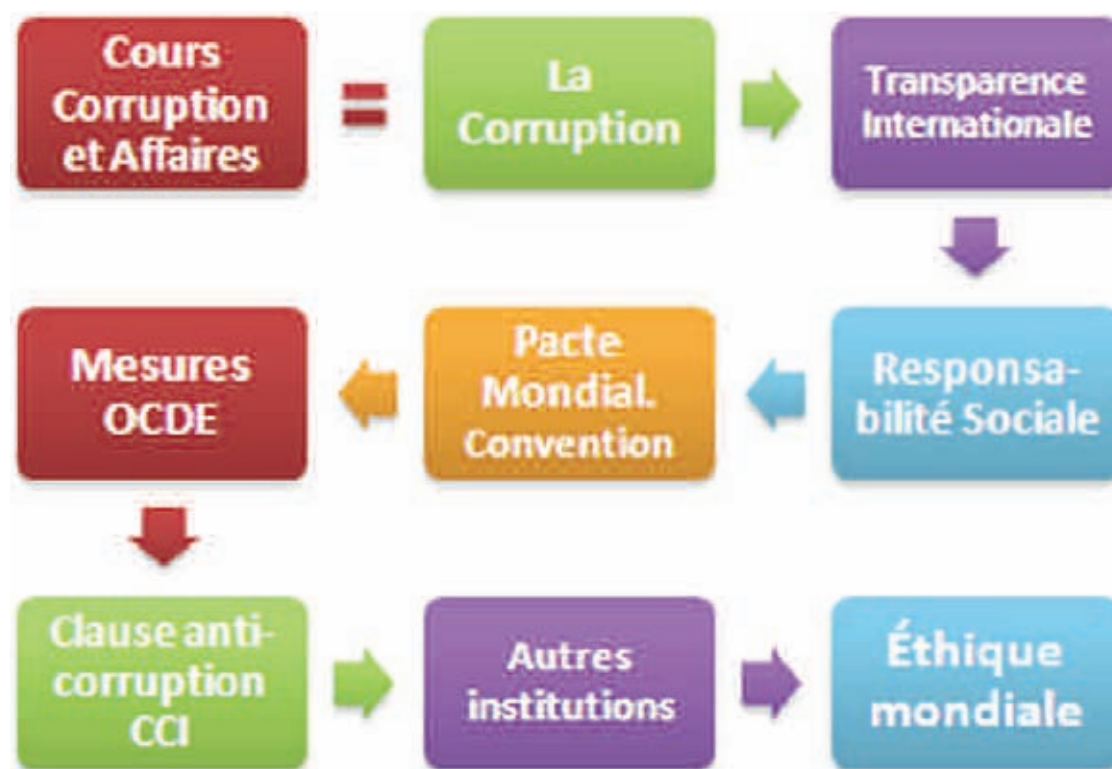 Cours
Corruption
et Affaires
=
La
Corruption
Transparence
Internationale
Responsa-
bilité Sociale
Pacte
Mondial.
Convention
Mesures
OCDE
Clause anti-
corruption
CCI
Autres
institutions
Éthique
mondiale